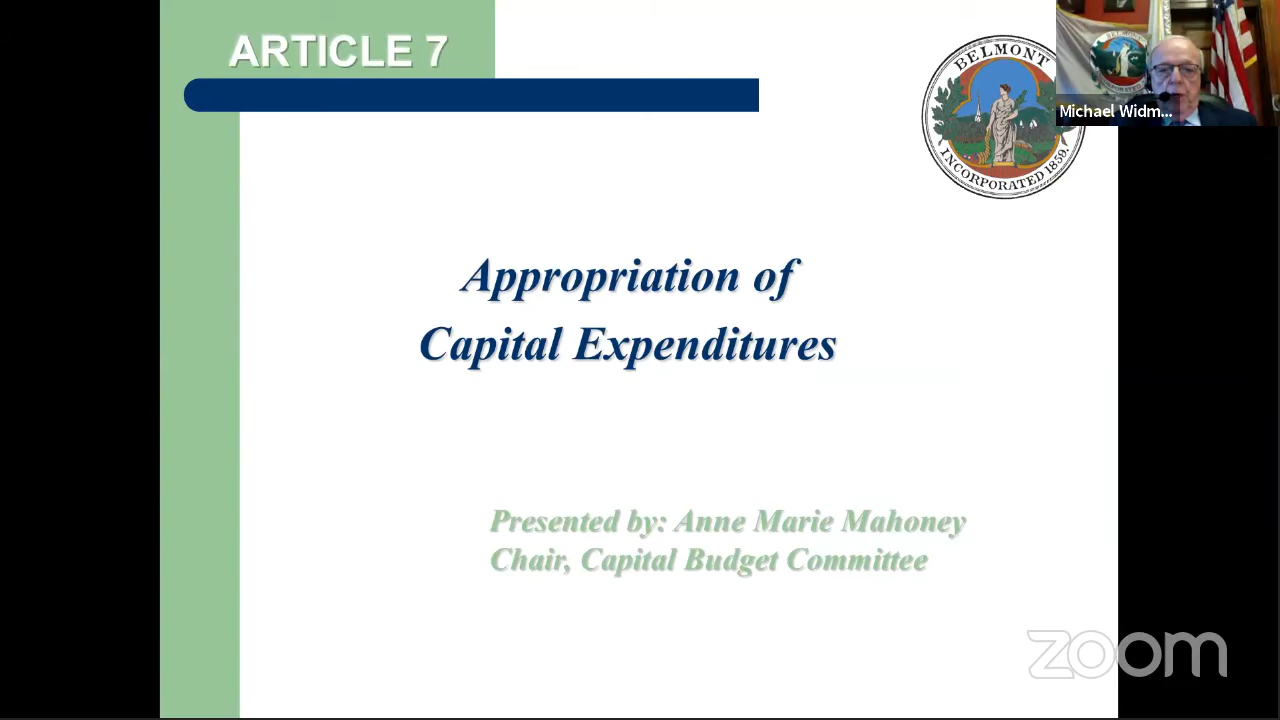 ARTICLE 7
BELMONT
INCORPORATED 1859.
Michael Widm...
Appropriation of
Capital Expenditures
Presented by: Anne Marie Mahoney
Chair, Capital Budget Committee
zoom